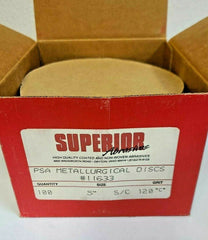 SUPERIOR
Abrasives
HIGH QUALITY COATED AND NON-WOVEN ABRASIVES
PSA METALLURGICAL DISCS
#11633
QUANTITY SIZE GRIT
100 5" S/C 120"C"